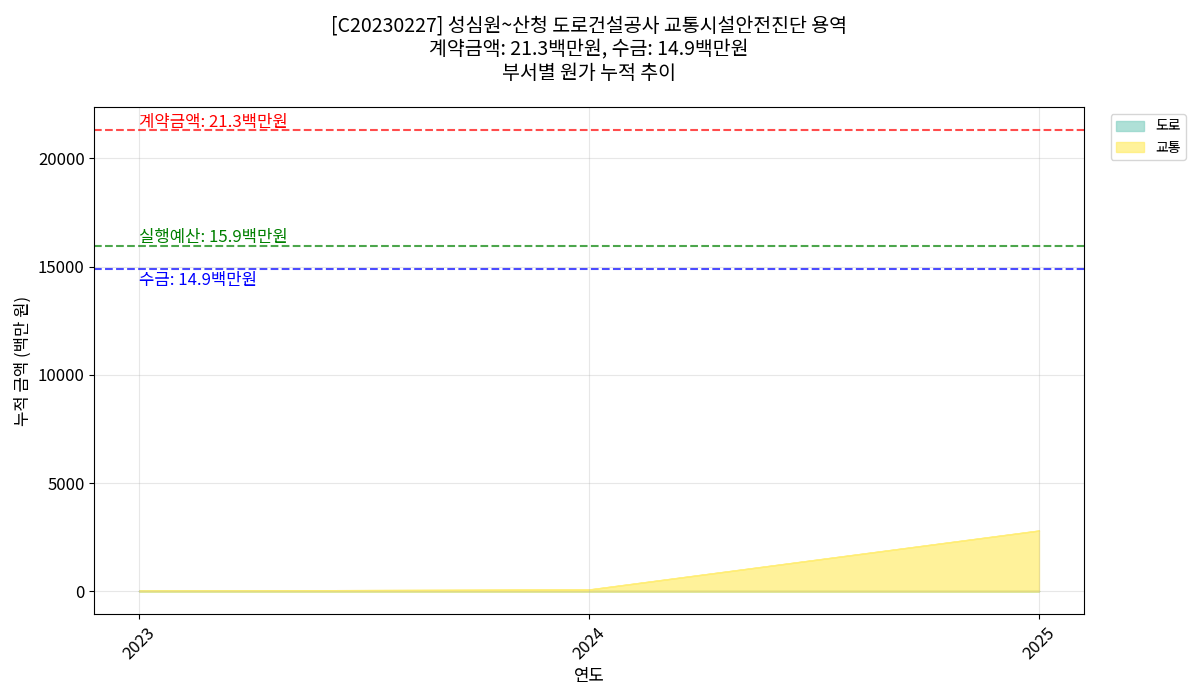 [C20230227] 성심원~산청 도로건설공사 교통시설안전진단 용역
계약금액: 21.3백만원, 수금: 14.9백만원
부서별 원가 누적 추이
계약금액: 21.3백만원
실행예산: 15.9백만원
수금: 14.9백만원
도로
교통
누적 금액 (백만 원)
20000
15000
10000
5000
0
2023
2024
2025
연도